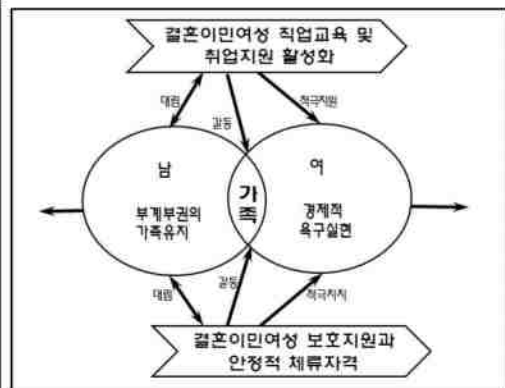 결혼이민여성 직업교육 및
취업지원 활성화
대립
갈등
적극지원
남
여
가
족
부계부권의
가족유지
경제적
욕구실현
대립
갈등
적극지지
결혼이민여성 보호지원과
안정적 체류자격